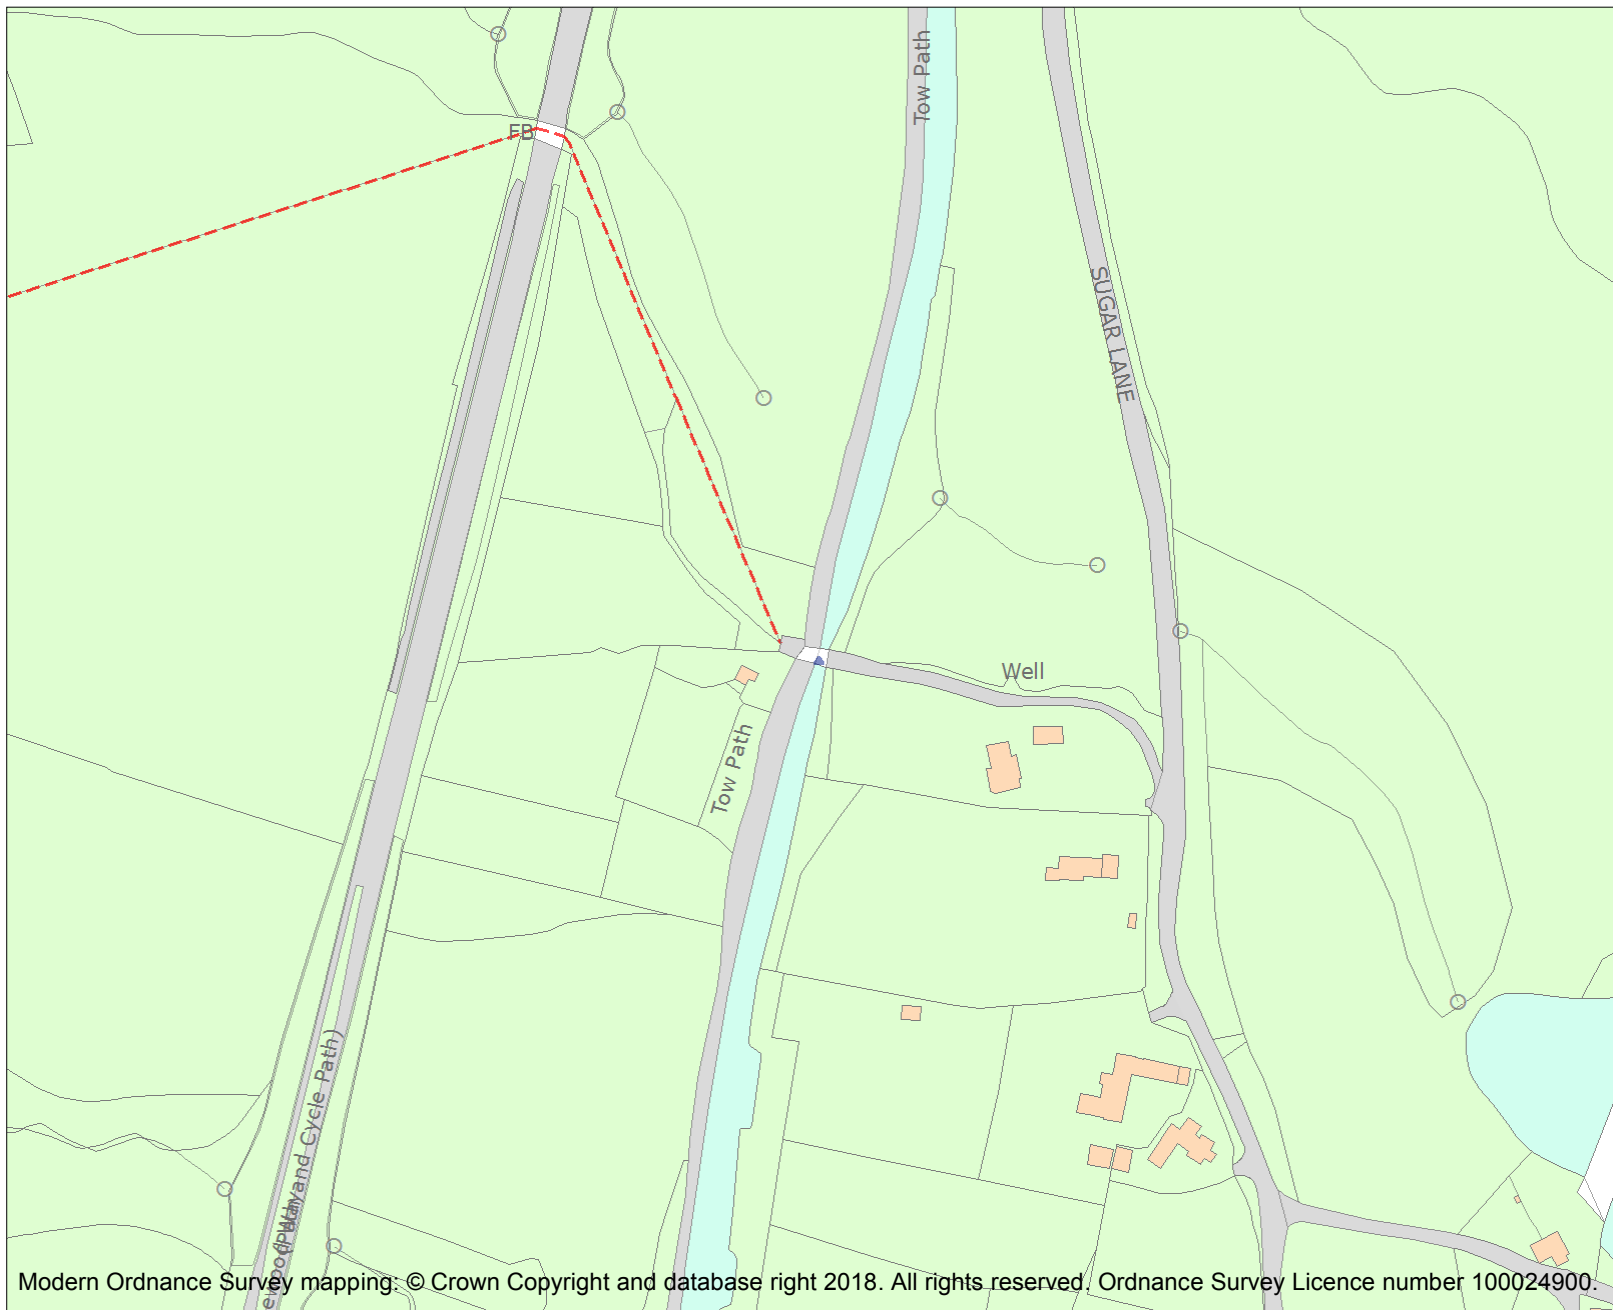 Tow Path
FB
SUGAR LANE
Well
Tow Path
(Path and Cycle Path)
Modern Ordnance Survey mapping: © Crown Copyright and database right 2018. All rights reserved. Ordnance Survey Licence number 100024900.